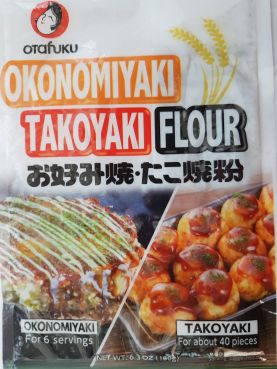 OTAFUKU
OKONOMIYAKI
TAKOYAKI FLOUR
お好み焼・たこ焼粉
OKONOMIYAKI
For 6 servings
TAKOYAKI
For about 40 pieces
NET WT. 6.3 OZ (180g)